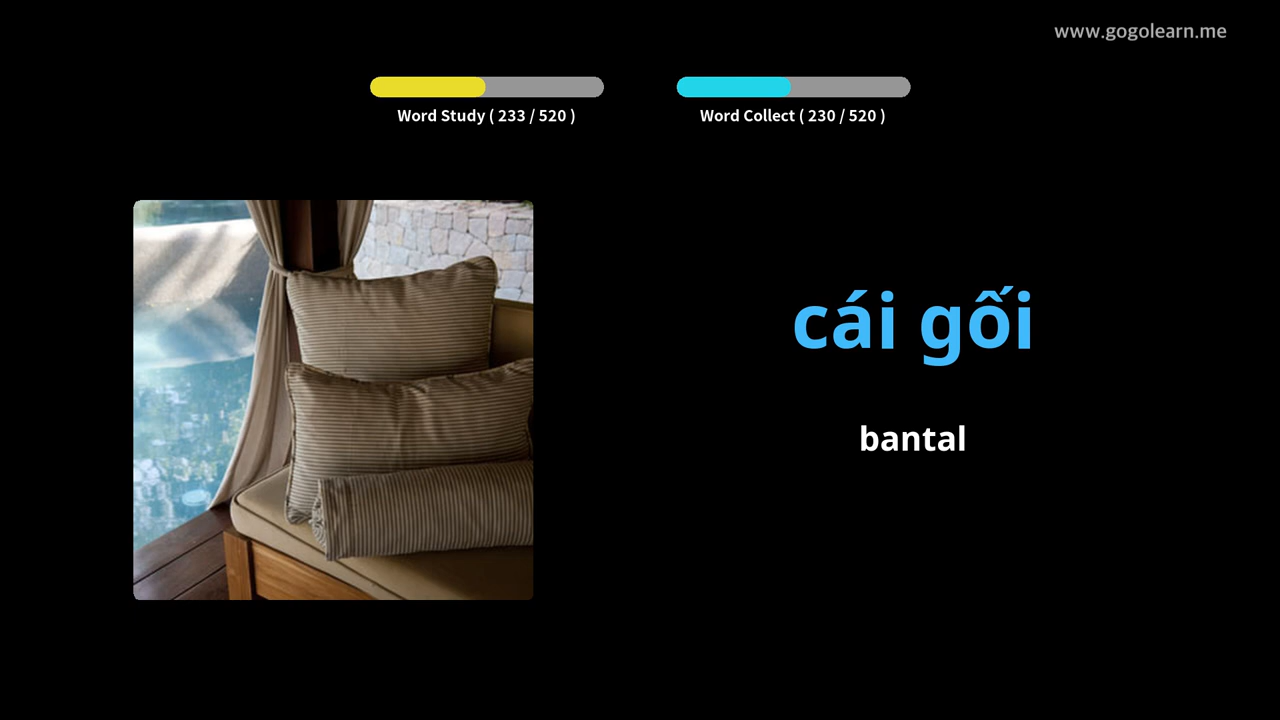 www.gogolearn.me
Word Study ( 233 / 520 )
Word Collect ( 230 / 520 )
cái gối
bantal